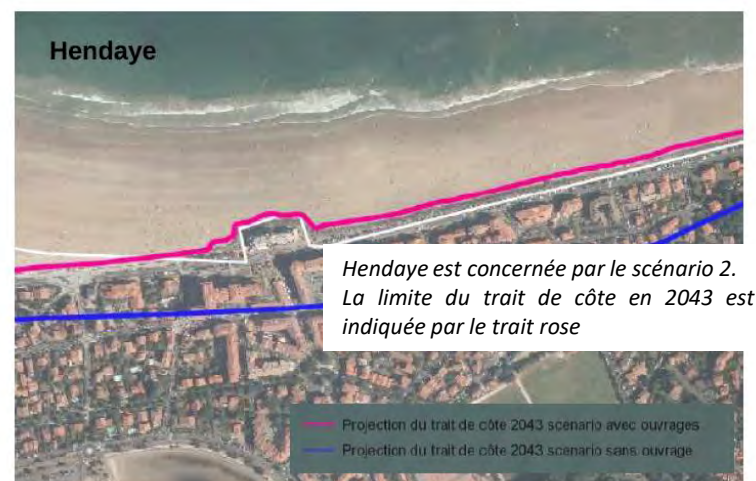 Hendaye
Hendaye est concernée par le scénario 2.
La limite du trait de côte en 2043 est
indiquée par le trait rose
Projection du trait de côte 2043 scenario avec ouvrages
Projection du trait de côte 2043 scenario sans ouvrage